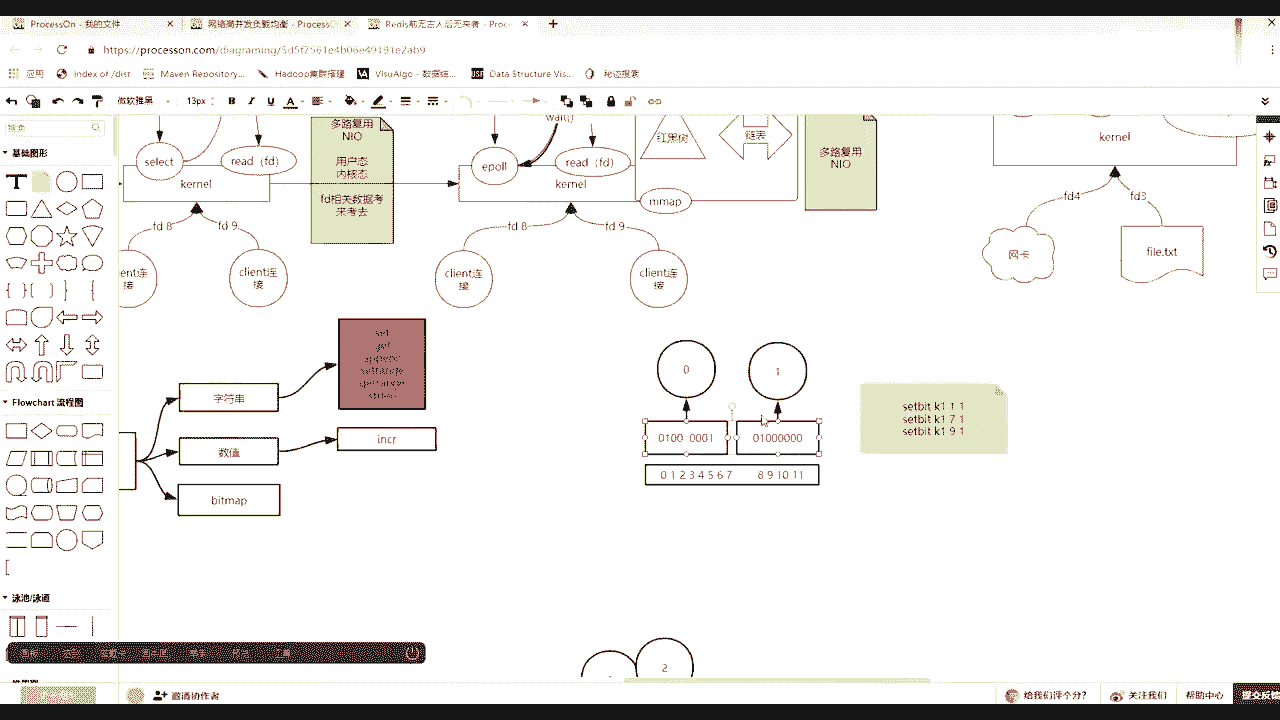 ProcessOn - 我的文件
网络高并发负载均衡 - ProcessO
Redis前无古人后无来者 - Proc
https://processon.com/diagraming/5d5f7561e4b06e49191e2ab9
应用
Index of /dist
Maven Repository...
Hadoop集群搭建
VisuAlgo - 数据结...
Data Structure Vis...
秘迹搜索
微软雅黑
13px
B
I
U
A
搜索
基础图形
T
Flowchart 流程图
泳池/泳道
select
read（fd）
kernel
多路复用
NIO
用户态
内核态
fd相关数据考
来考去
fd 8
fd 9
client连
接
wait()
epoll
read（fd）
kernel
红黑树
链表
mmap
多路复用
NIO
fd 8
fd 9
client连
接
client连
接
kernel
fd4
fd3
网卡
file.txt
字符串
数值
bitmap
set
get
append
setrange
getrange
strlen
incr
0
1
0100 0001
01000000
0 1 2 3 4 5 6 7
8 9 10 11
setbit k1 1 1
setbit k1 7 1
setbit k1 9 1
2
邀请协作者
给我们评个分？
关注我们
帮助中心
提交反馈